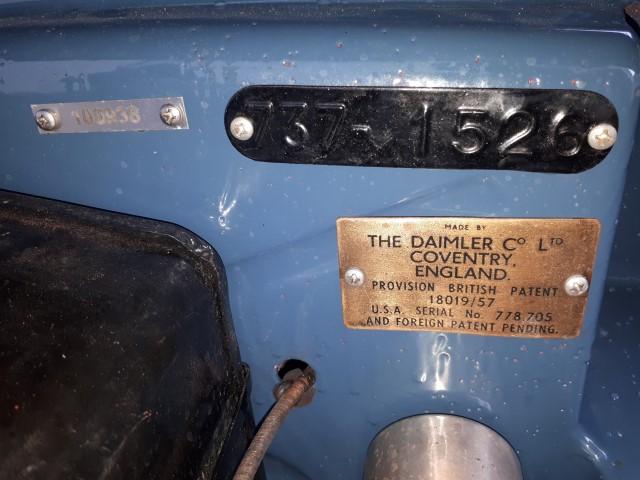 737-1526
MADE BY
THE DAIMLER Cº LTD
COVENTRY,
ENGLAND.
PROVISION BRITISH PATENT
18019/57
U.S.A. SERIAL No. 778.705
AND FOREIGN PATENT PENDING.